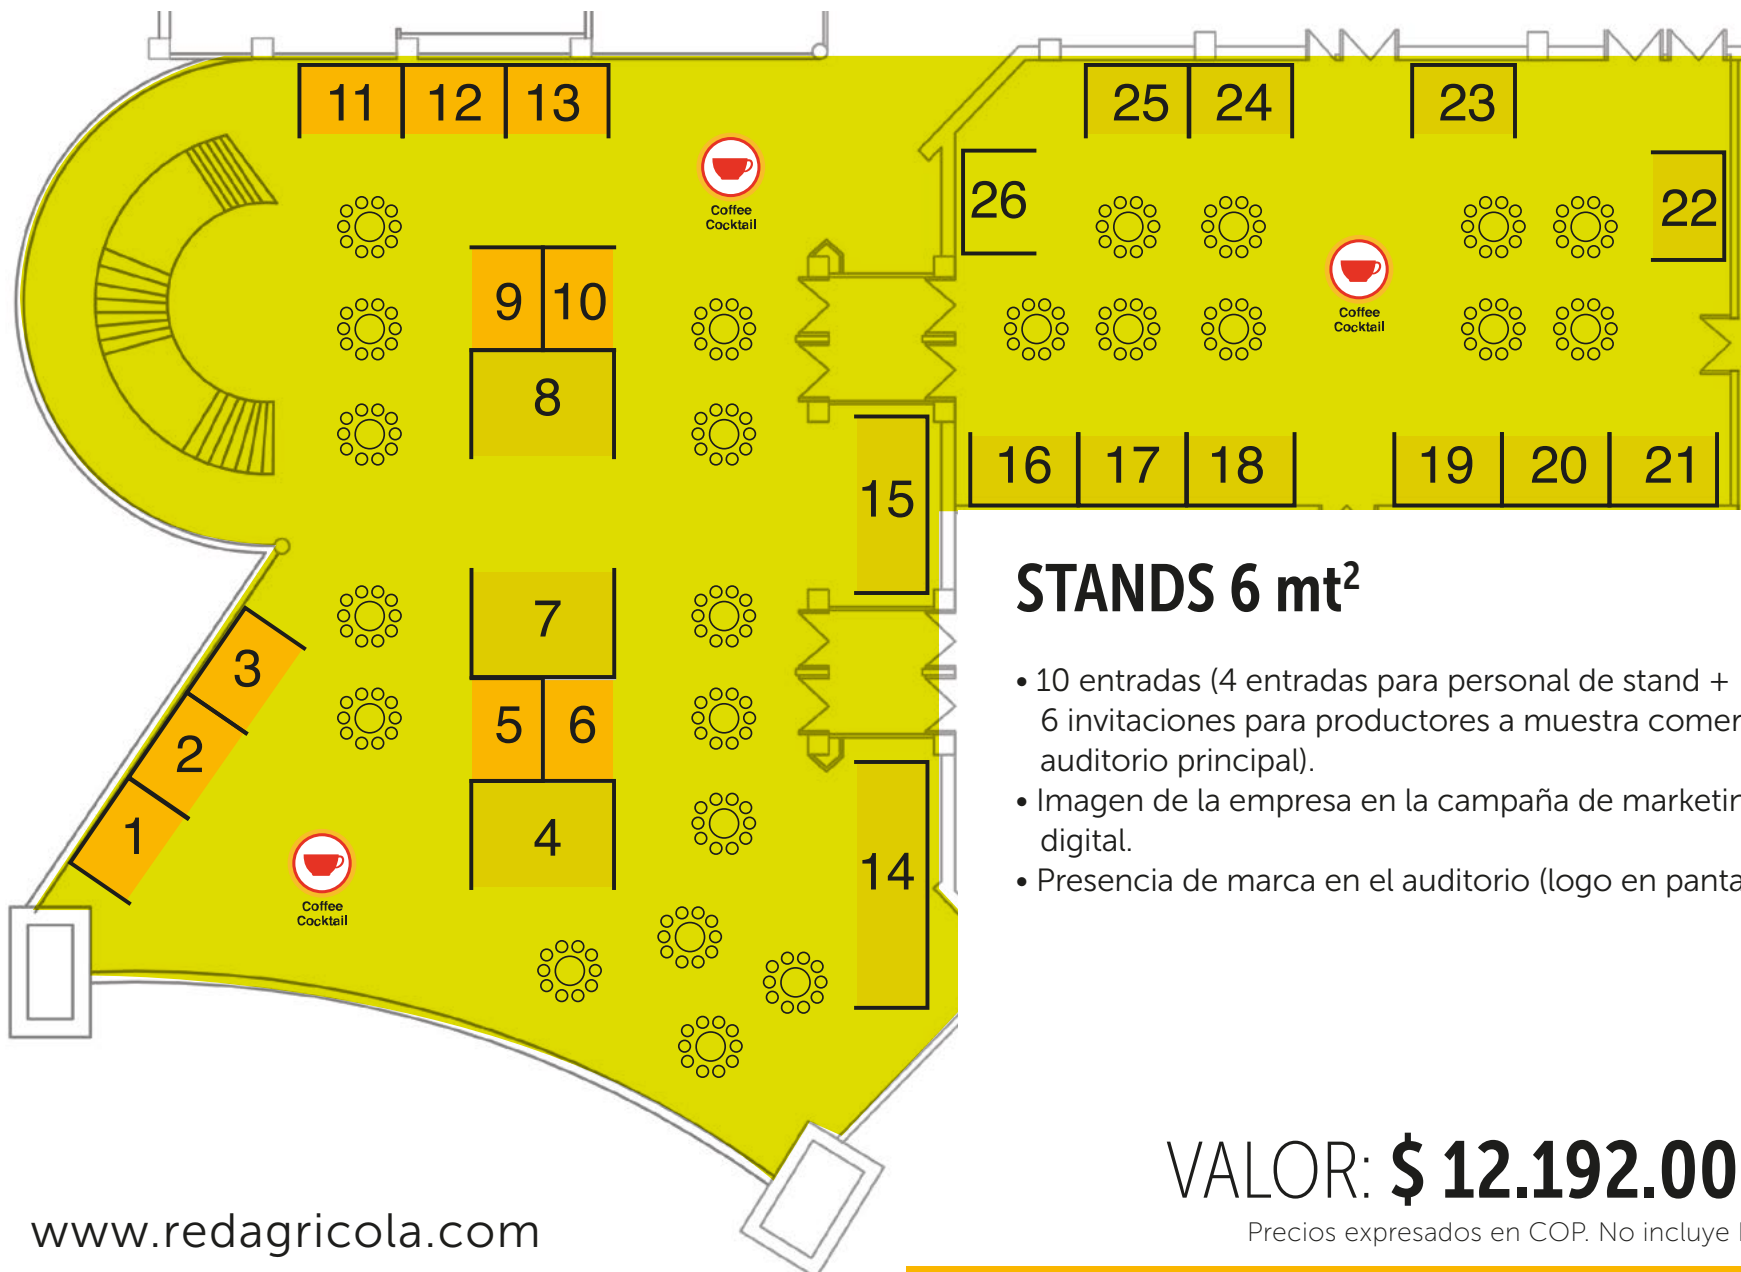 11 12 13
25 24 23
Coffee
Cocktail
26
22
9 10
Coffee
Cocktail
8
16 17 18 19 20 21
15
STANDS 6 mt²
7
3
• 10 entradas (4 entradas para personal de stand +
6 invitaciones para productores a muestra comer
auditorio principal).
2
5 6
• Imagen de la empresa en la campaña de marketin
digital.
1
4
14
• Presencia de marca en el auditorio (logo en panta
Coffee
Cocktail
VALOR: $ 12.192.00
www.redagricola.com
Precios expresados en COP. No incluye